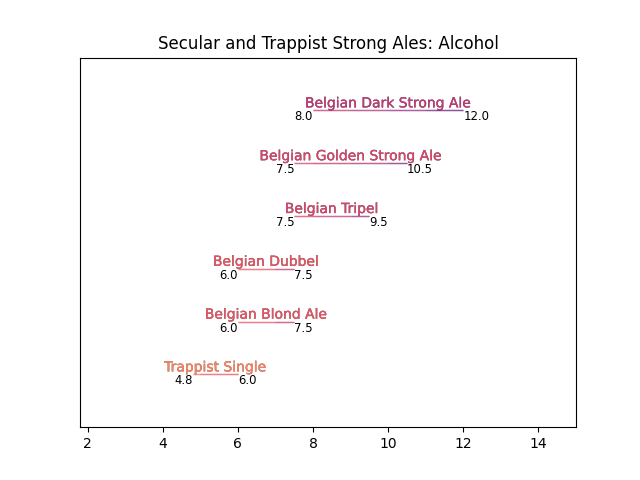 Secular and Trappist Strong Ales: Alcohol
Belgian Dark Strong Ale
8.0 12.0
Belgian Golden Strong Ale
7.5 10.5
Belgian Tripel
7.5 9.5
Belgian Dubbel
6.0 7.5
Belgian Blond Ale
6.0 7.5
Trappist Single
4.8 6.0
2 4 6 8 10 12 14